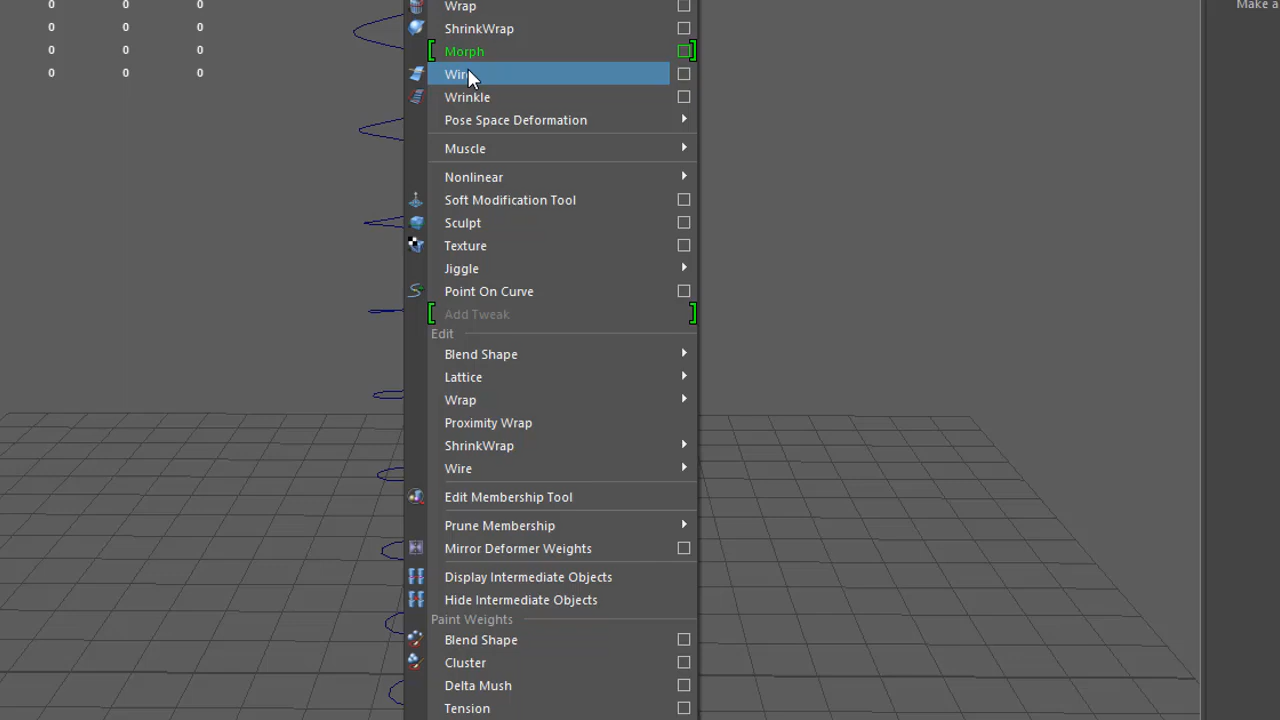 0 0 0
0 0 0
0 0 0
0 0 0
Make a
Wrap
ShrinkWrap
Morph
Wire
Wrinkle
Pose Space Deformation
Muscle
Nonlinear
Soft Modification Tool
Sculpt
Texture
Jiggle
Point On Curve
Add Tweak
Edit
Blend Shape
Lattice
Wrap
Proximity Wrap
ShrinkWrap
Wire
Edit Membership Tool
Prune Membership
Mirror Deformer Weights
Display Intermediate Objects
Hide Intermediate Objects
Paint Weights
Blend Shape
Cluster
Delta Mush
Tension